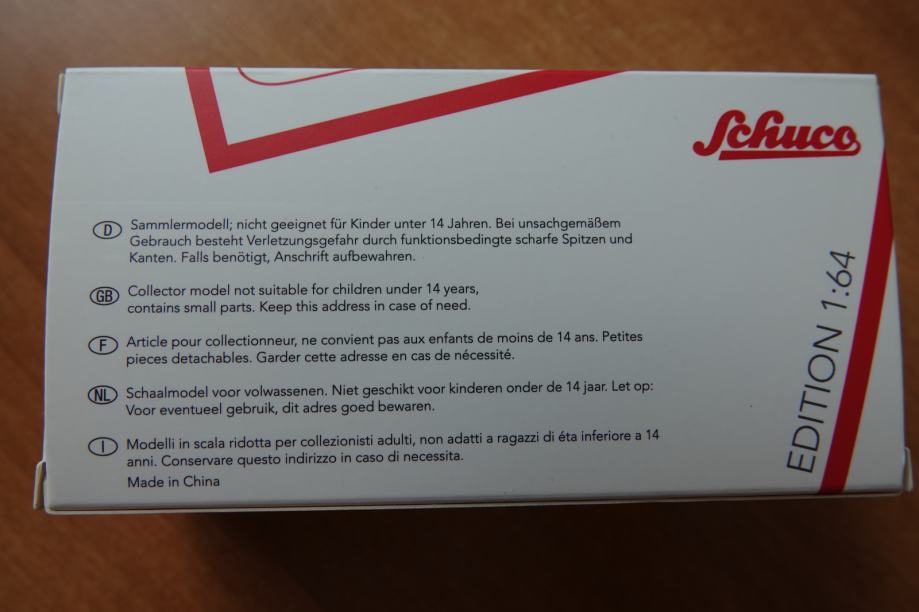 Schuco
D Sammlermodell; nicht geeignet für Kinder unter 14 Jahren. Bei unsachgemäßem
Gebrauch besteht Verletzungsgefahr durch funktionsbedingte scharfe Spitzen und
Kanten. Falls benötigt, Anschrift aufbewahren.
GB Collector model not suitable for children under 14 years,
contains small parts. Keep this address in case of need.
F Article pour collectionneur, ne convient pas aux enfants de moins de 14 ans. Petites
pieces detachables. Garder cette adresse en cas de nécessité.
NL Schaalmodel voor volwassenen. Niet geschikt voor kinderen onder de 14 jaar. Let op:
Voor eventueel gebruik, dit adres goed bewaren.
I Modelli in scala ridotta per collezionisti adulti, non adatti a ragazzi di éta inferiore a 14
anni. Conservare questo indirizzo in caso di necessita.
Made in China
EDITION 1:64